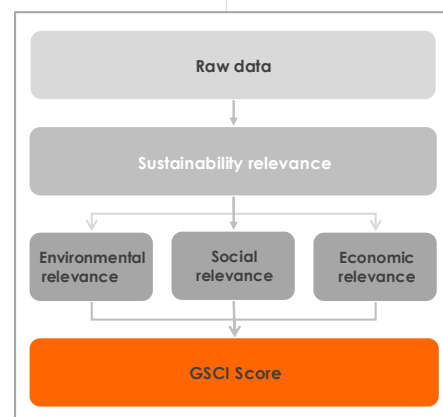 Raw data
Sustainability relevance
Environmental
relevance
Social
relevance
Economic
relevance
GSCI Score